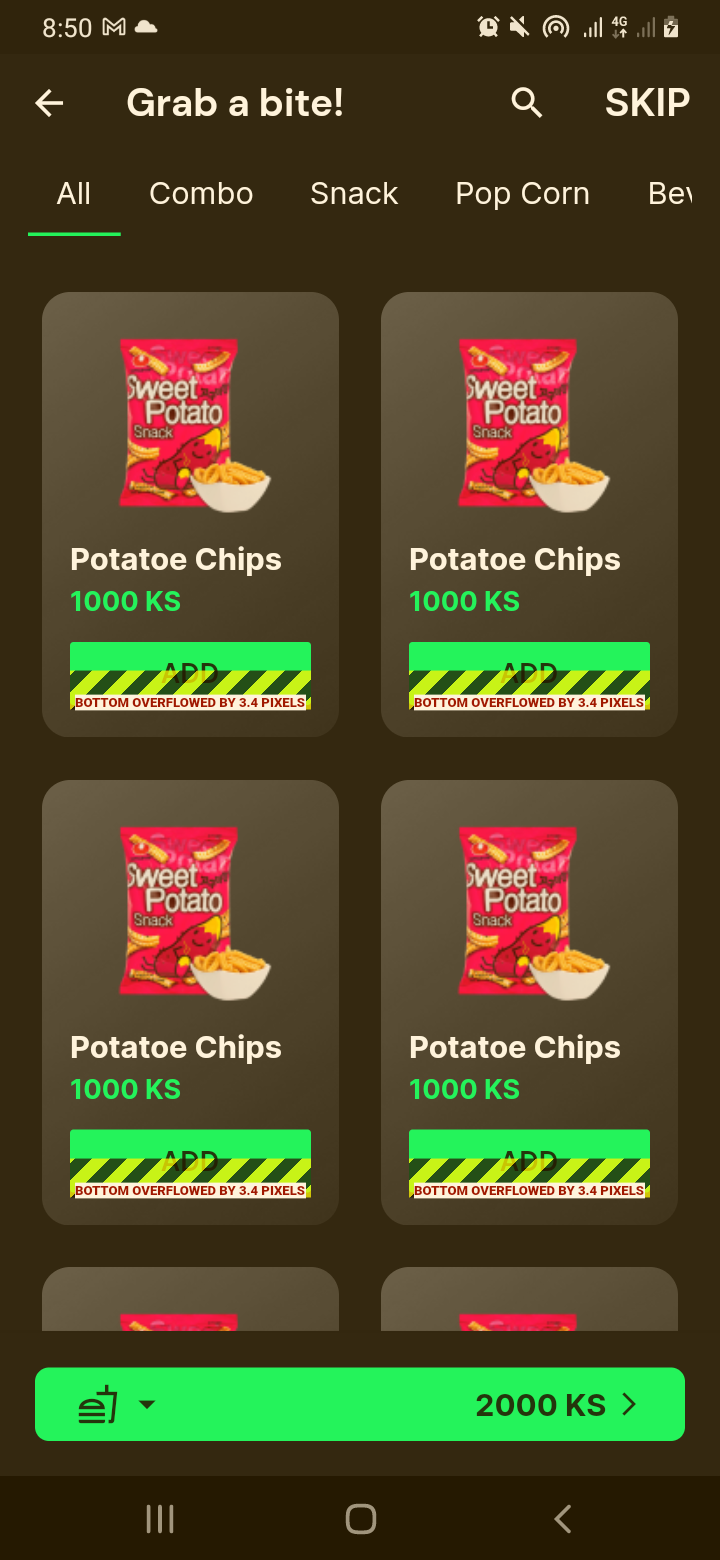 8:50
4G
Grab a bite!
SKIP
All Combo Snack Pop Corn Bev
Sweet Sweet
Potato Potato
Snack Snack
Potatoe Chips Potatoe Chips
1000 KS 1000 KS
ADD ADD
BOTTOM OVERFLOWED BY 3.4 PIXELS BOTTOM OVERFLOWED BY 3.4 PIXELS
Sweet Sweet
Potato Potato
Snack Snack
Potatoe Chips Potatoe Chips
1000 KS 1000 KS
ADD ADD
BOTTOM OVERFLOWED BY 3.4 PIXELS BOTTOM OVERFLOWED BY 3.4 PIXELS
2000 KS